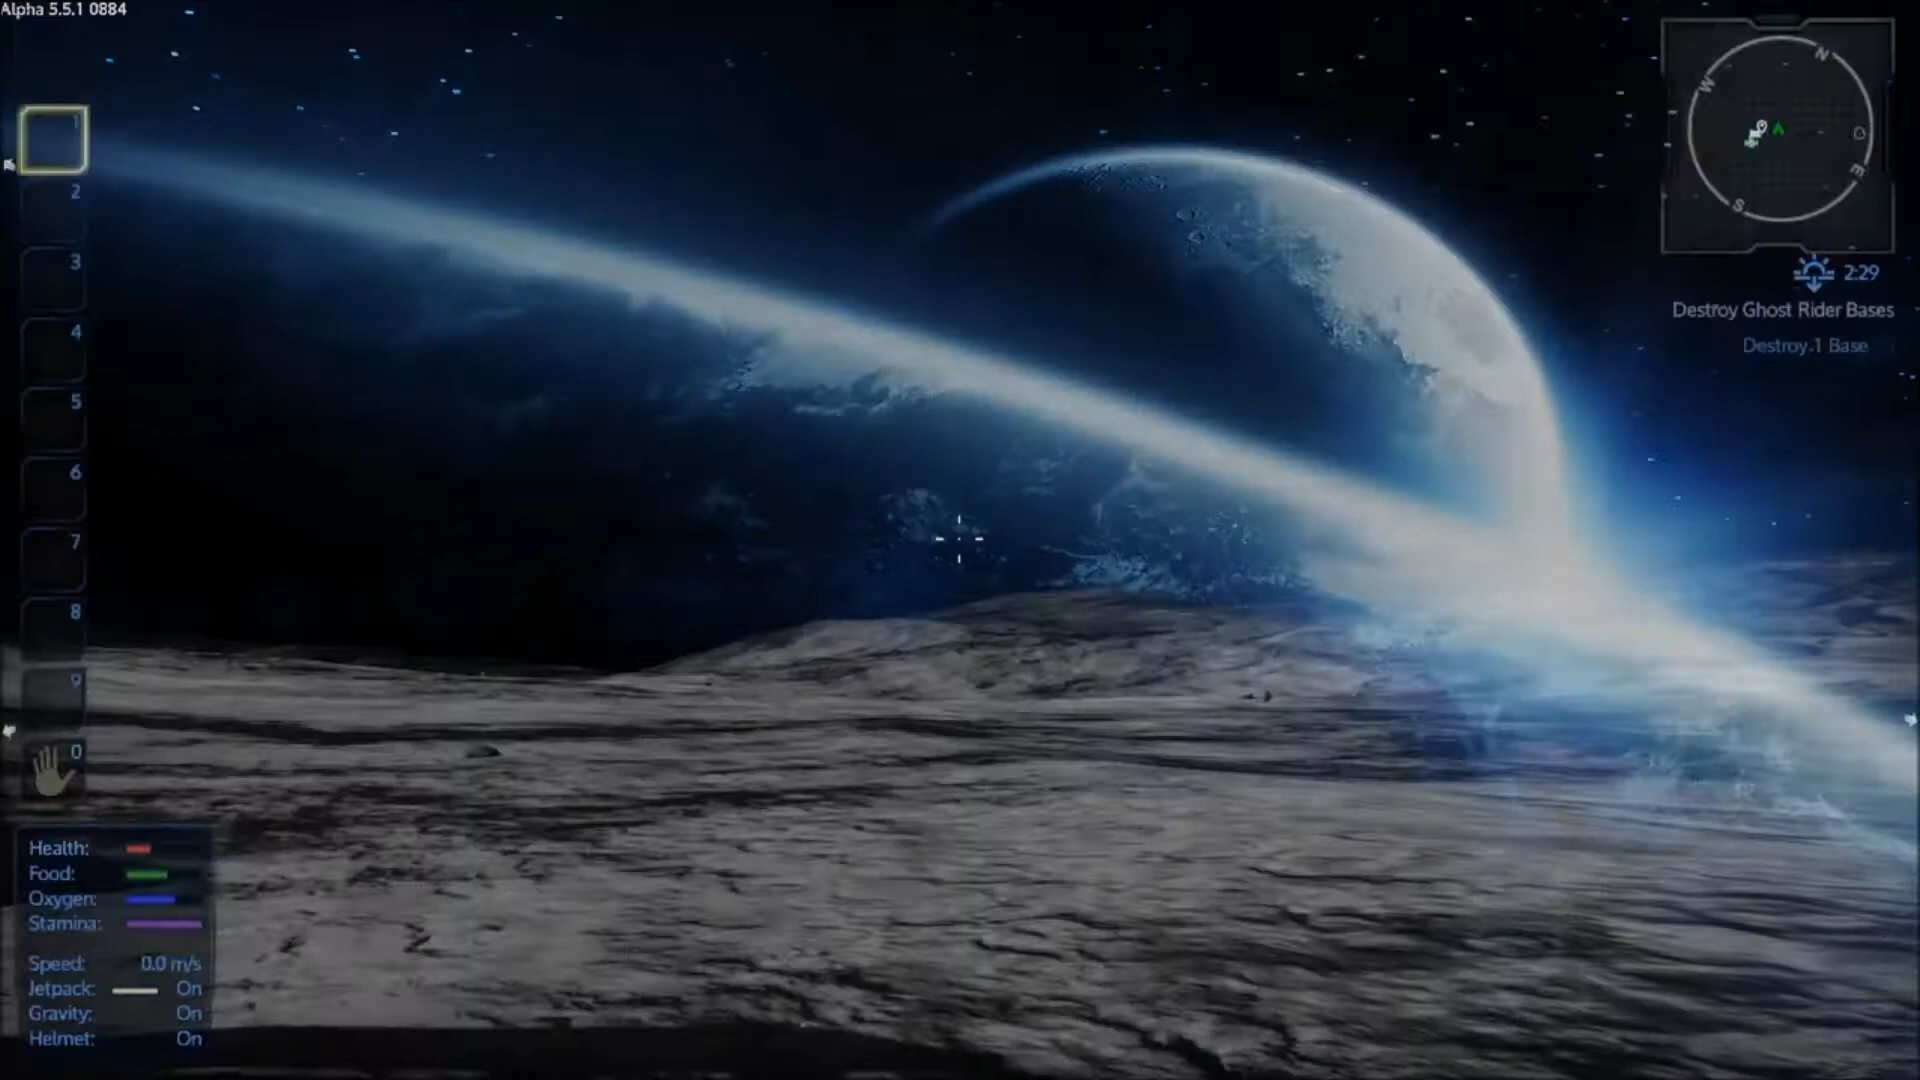 Alpha 5.5.1 0884
N
W
E
S
2:29
Destroy Ghost Rider Bases
Destroy 1 Base
1
2
3
4
5
6
7
8
9
0
Health:
Food:
Oxygen:
Stamina:
Speed: 0.0 m/s
Jetpack: On
Gravity: On
Helmet: On